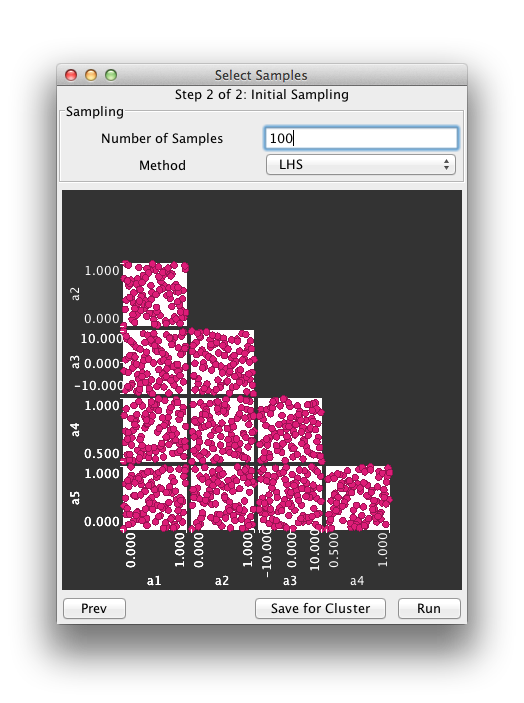 Select Samples
Step 2 of 2: Initial Sampling
Sampling
Number of Samples 100
Method LHS
a2 1.000 0.000
a3 10.000 0.000 -10.000
a4 1.000 0.500
a5 1.000 0.000
0.000 1.000 0.000 1.000 -10.000 0.000 10.000 0.500 1.000
a1 a2 a3 a4
Prev Save for Cluster Run